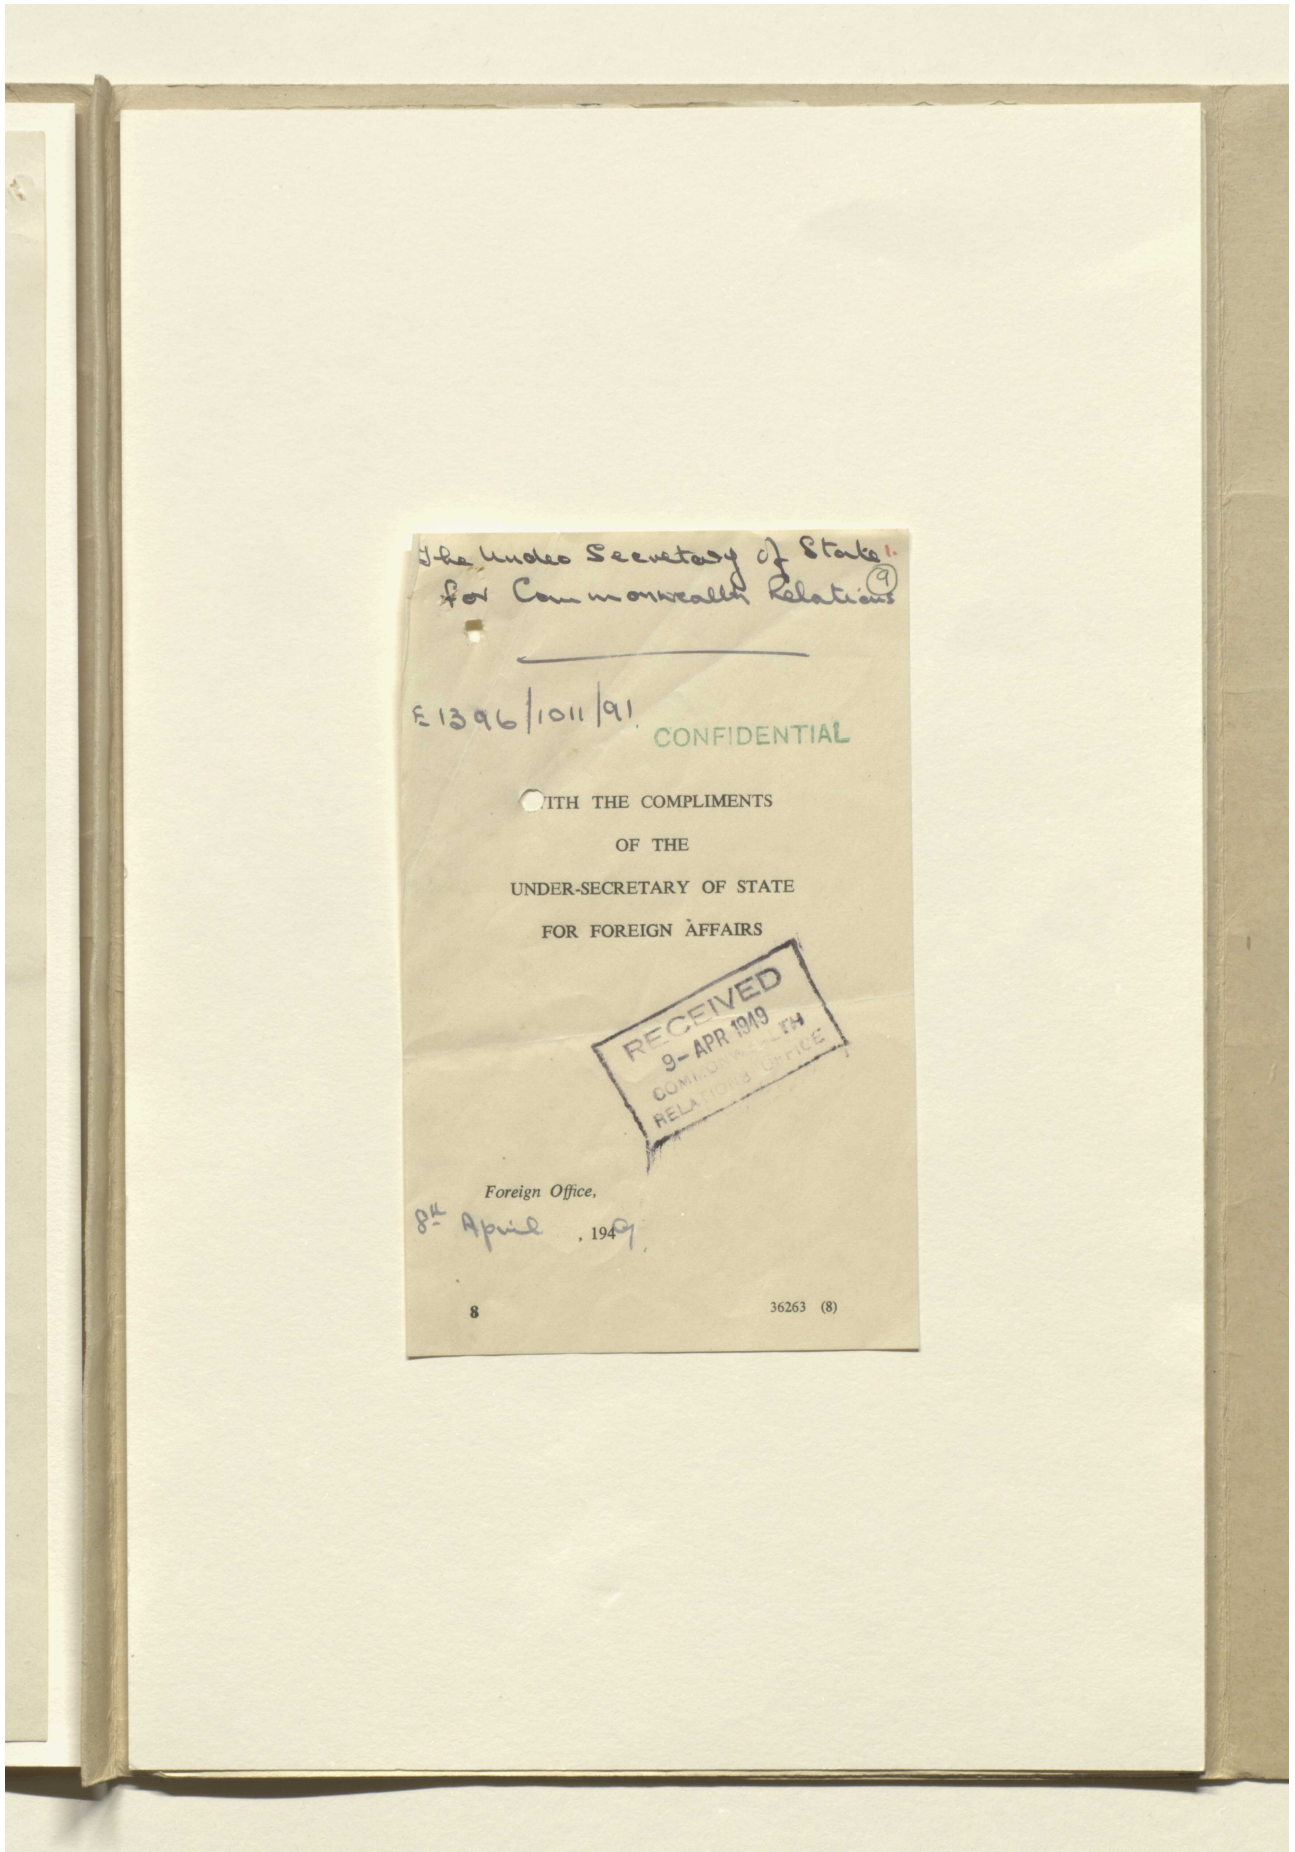 The Under Secretary of State 1.
for Commonwealth Relations
9
E1396/1011/91.
CONFIDENTIAL
ITH THE COMPLIMENTS
OF THE
UNDER-SECRETARY OF STATE
FOR FOREIGN AFFAIRS
RECEIVED
9-APR 1949
COMMONWEALTH
RELATIONS OFFICE
Foreign Office,
8th April , 1949.
8
36263 (8)